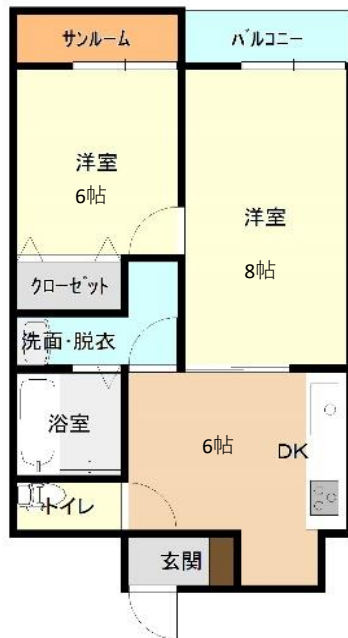 サンルーム
バルコニー
洋室
6帖
洋室
8帖
クローゼット
洗面・脱衣
浴室
6帖
DK
トイレ
玄関